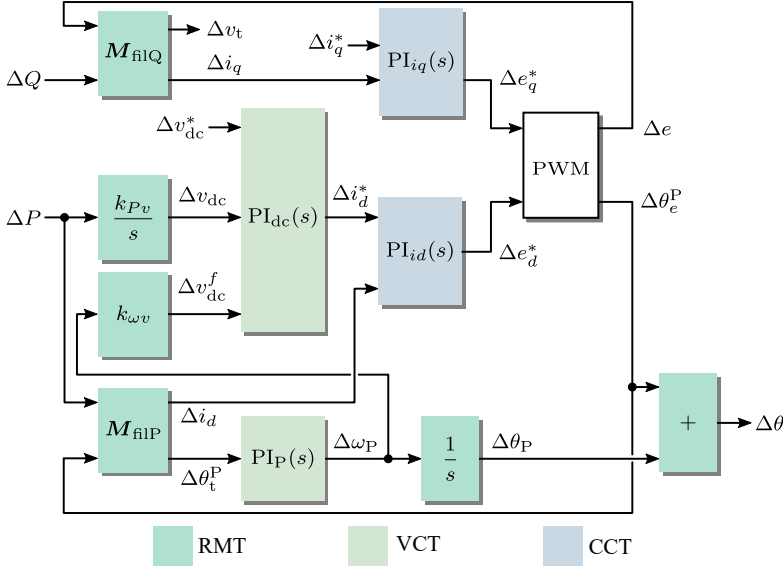 Δv_t
M_filQ
Δi_q^*
PI_iq(s)
ΔQ
Δi_q
Δe_q^*
Δv_dc^*
Δe
PWM
k_Pv/s
Δv_dc
Δi_d^*
Δθ_e^P
ΔP
PI_dc(s)
PI_id(s)
Δe_d^*
Δv_dc^f
k_ωv
M_filP
Δi_d
+
Δθ
Δω_P
Δθ_P
PI_P(s)
1/s
Δθ_t^P
RMT
VCT
CCT